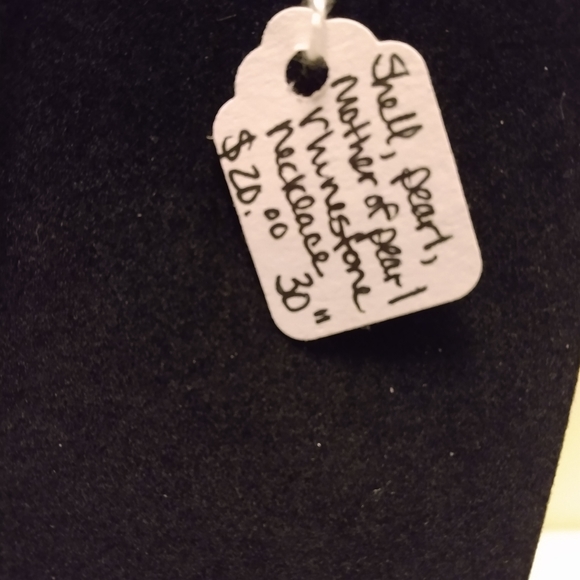 Shell, pearl,
Mother of pearl
rhinestone
necklace 30"
$20.00